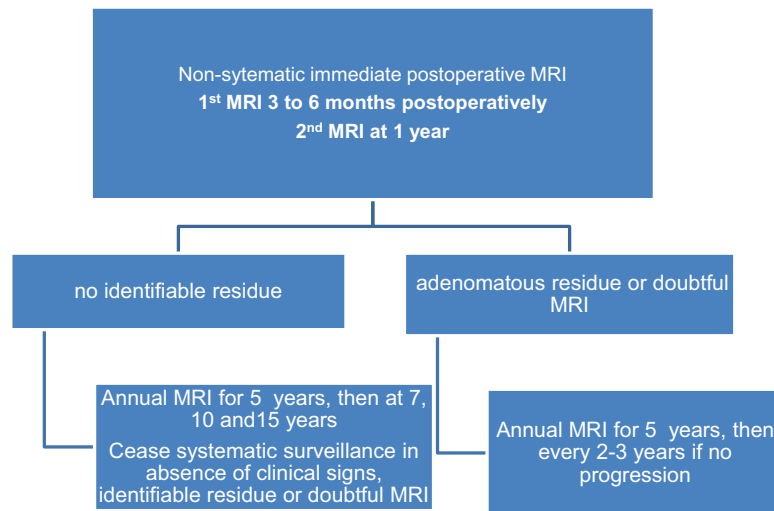 Non-sytematic immediate postoperative MRI
1st MRI 3 to 6 months postoperatively
2nd MRI at 1 year
no identifiable residue
adenomatous residue or doubtful
MRI
Annual MRI for 5 years, then at 7,
10 and15 years
Cease systematic surveillance in
absence of clinical signs,
identifiable residue or doubtful MRI
Annual MRI for 5 years, then
every 2-3 years if no
progression